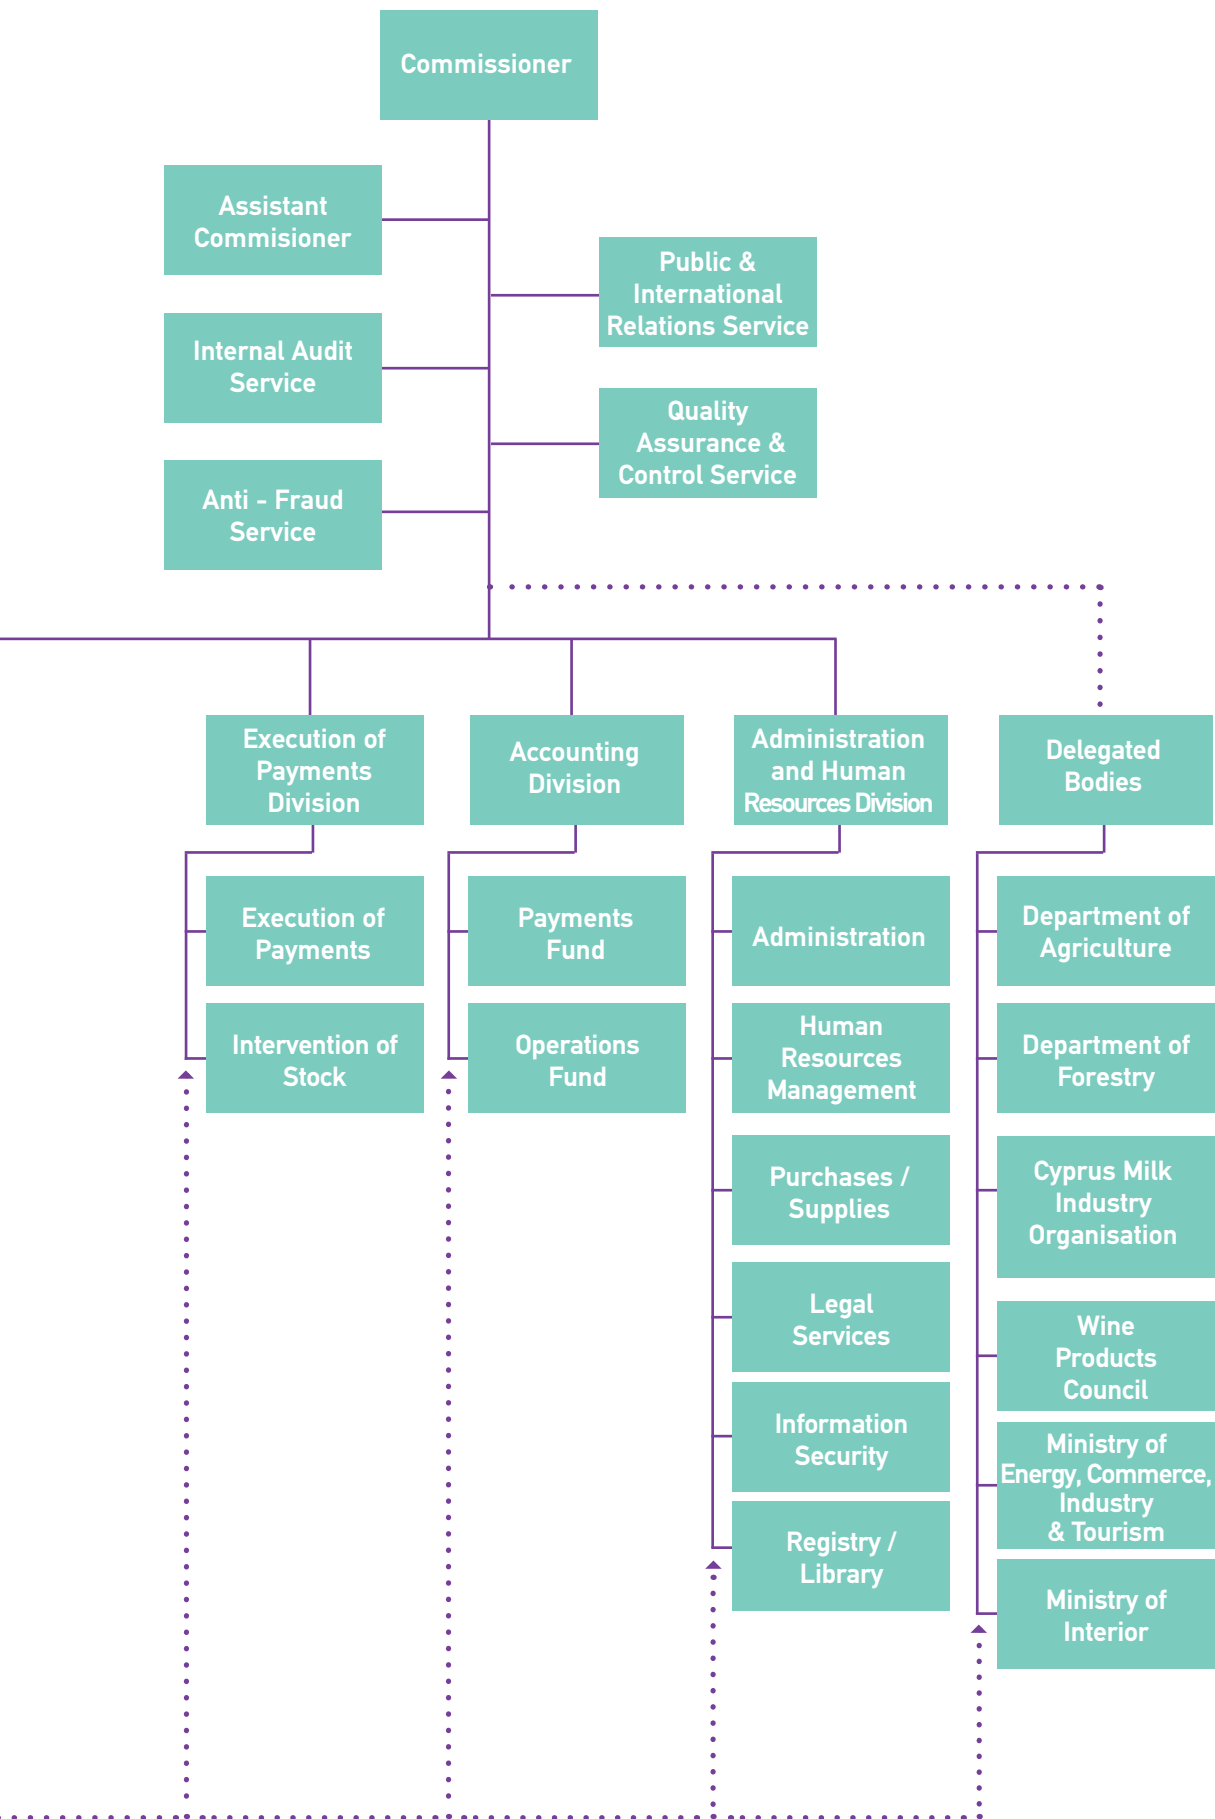 Commissioner
Assistant
Commisioner
Public &
International
Relations Service
Internal Audit
Service
Quality
Assurance &
Control Service
Anti - Fraud
Service
Execution of
Payments
Division
Accounting
Division
Administration
and Human
Resources Division
Delegated
Bodies
Execution of
Payments
Intervention of
Stock
Payments
Fund
Operations
Fund
Administration
Human
Resources
Management
Purchases /
Supplies
Legal
Services
Information
Security
Registry /
Library
Department of
Agriculture
Department of
Forestry
Cyprus Milk
Industry
Organisation
Wine
Products
Council
Ministry of
Energy, Commerce,
Industry
& Tourism
Ministry of
Interior